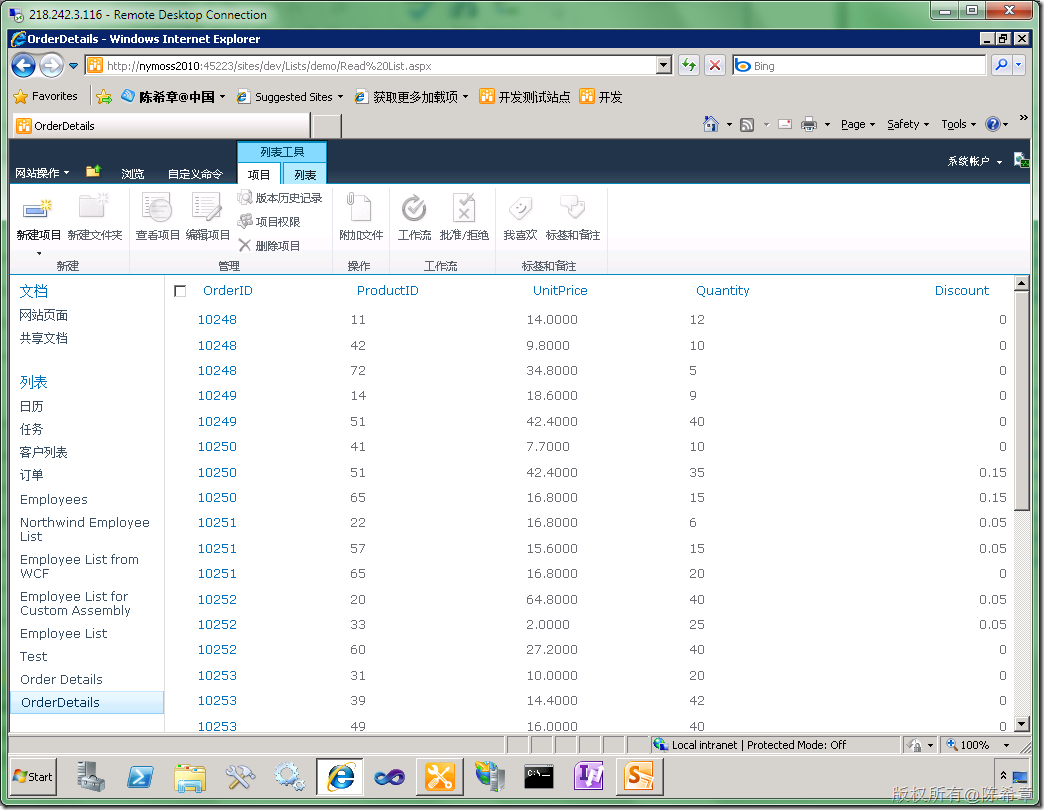 218.242.3.116 - Remote Desktop Connection
OrderDetails - Windows Internet Explorer
http://nymoss2010:45223/sites/dev/Lists/demo/Read%20List.aspx
Bing
Favorites 陈希章@中国 Suggested Sites 获取更多加载项 开发测试站点 开发
OrderDetails
Page Safety Tools
列表工具
网站操作 浏览 自定义命令 项目 列表 系统帐户
新建项目 新建文件夹 查看项目 编辑项目 版本历史记录 项目权限 删除项目 附加文件 工作流 批准/拒绝 我喜欢 标签和备注
新建 管理 操作 工作流 标签和备注
文档
网站页面
共享文档
列表
日历
任务
客户列表
订单
Employees
Northwind Employee
List
Employee List from
WCF
Employee List for
Custom Assembly
Employee List
Test
Order Details
OrderDetails
OrderID ProductID UnitPrice Quantity Discount
10248 11 14.0000 12 0
10248 42 9.8000 10 0
10248 72 34.8000 5 0
10249 14 18.6000 9 0
10249 51 42.4000 40 0
10250 41 7.7000 10 0
10250 51 42.4000 35 0.15
10250 65 16.8000 15 0.15
10251 22 16.8000 6 0.05
10251 57 15.6000 15 0.05
10251 65 16.8000 20 0
10252 20 64.8000 40 0.05
10252 33 2.0000 25 0.05
10252 60 27.2000 40 0
10253 31 10.0000 20 0
10253 39 14.4000 42 0
10253 49 16.0000 40 0
Local intranet | Protected Mode: Off 100%
Start
版权所有@陈希章